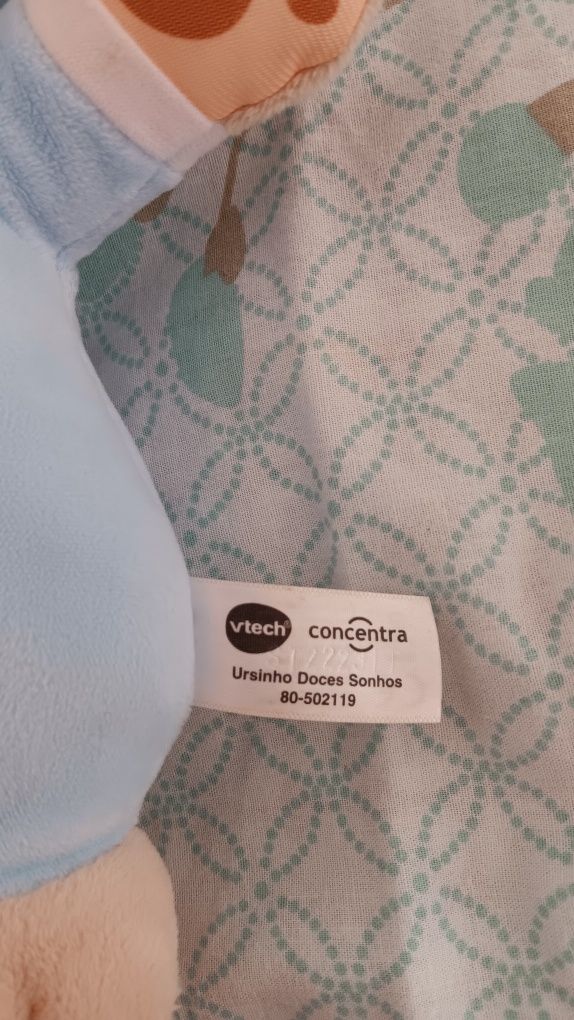 vtech® concentra
Ursinho Doces Sonhos
80-502119